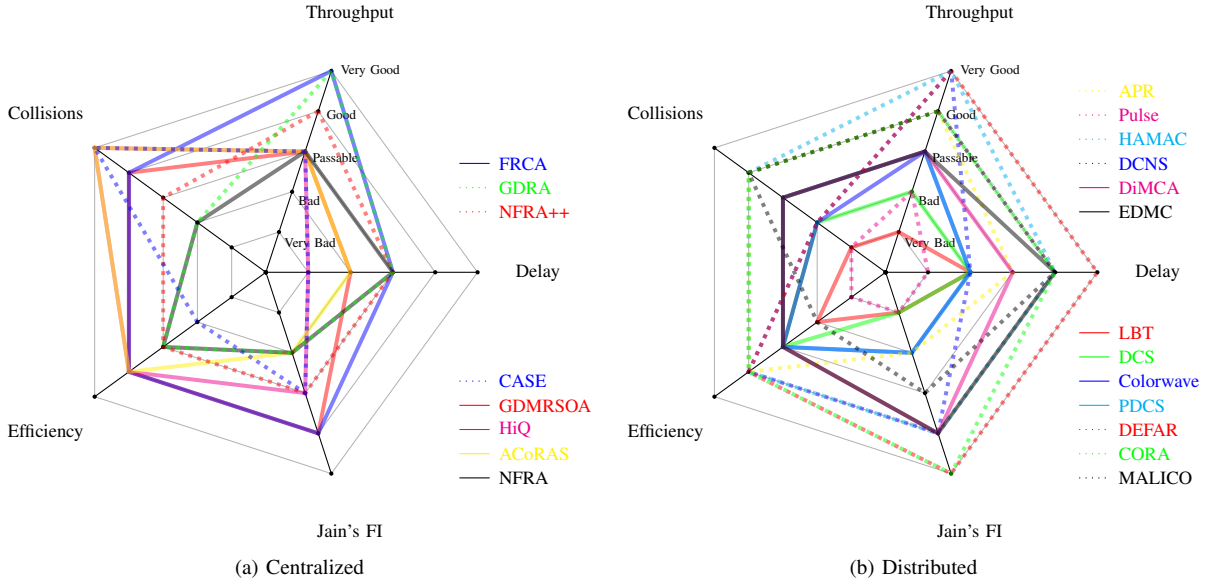 Throughput
Very Good
Collisions
Good
Passable
Bad
Very Bad
Delay
Efficiency
Jain's FI
FRCA
GDRA
NFRA++
CASE
GDMRSOA
HiQ
ACoRAS
NFRA
(a) Centralized
Throughput
Very Good
Collisions
Good
Passable
Bad
Very Bad
Delay
Efficiency
Jain's FI
APR
Pulse
HAMAC
DCNS
DiMCA
EDMC
LBT
DCS
Colorwave
PDCS
DEFAR
CORA
MALICO
(b) Distributed